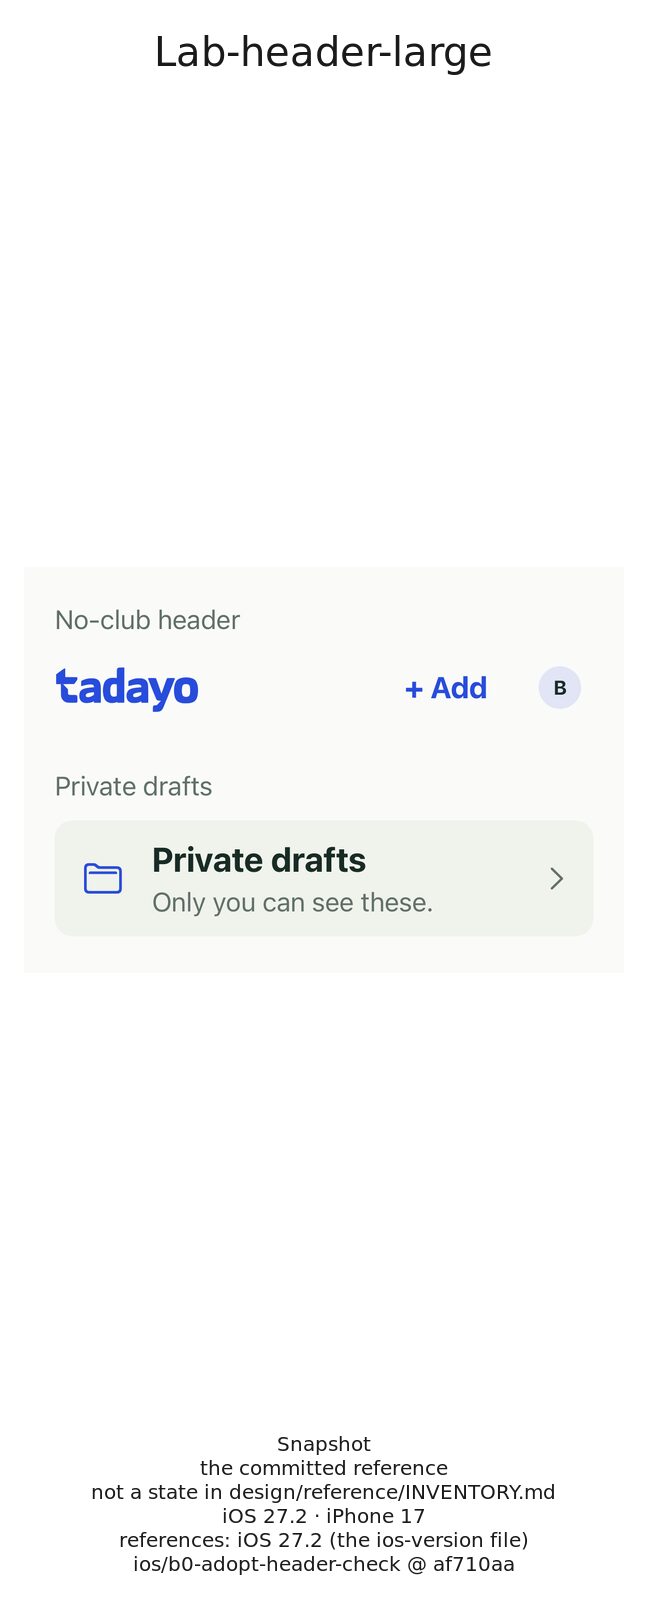 Lab-header-large
No-club header
tadayo
+ Add
B
Private drafts
Private drafts
Only you can see these.
Snapshot
the committed reference
not a state in design/reference/INVENTORY.md
iOS 27.2 · iPhone 17
references: iOS 27.2 (the ios-version file)
ios/b0-adopt-header-check @ af710aa